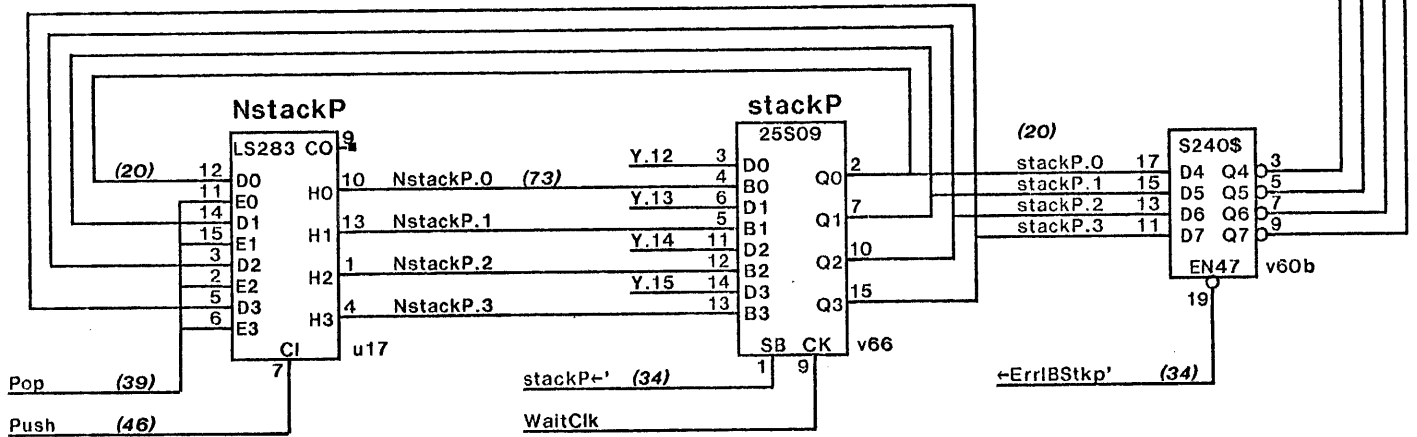 NstackP
LS283 CO 9
(20) 12 D0
11 E0
14 D1
15 E1
3 D2
2 E2
5 D3
6 E3
H0 10 NstackP.0 (73)
H1 13 NstackP.1
H2 1 NstackP.2
H3 4 NstackP.3
CI
7
u17
Pop (39)
Push (46)
stackP
25S09
Y.12 3 D0
4 B0
Y.13 6 D1
5 B1
Y.14 11 D2
12 B2
Y.15 14 D3
13 B3
Q0 2
Q1 7
Q2 10
Q3 15
SB CK
1 9
v66
stackP←' (34)
WaitClk
(20)
S240$
stackP.0 17 D4 Q4 3
stackP.1 15 D5 Q5 5
stackP.2 13 D6 Q6 7
stackP.3 11 D7 Q7 9
EN47
v60b
19
←ErrIBStkp' (34)